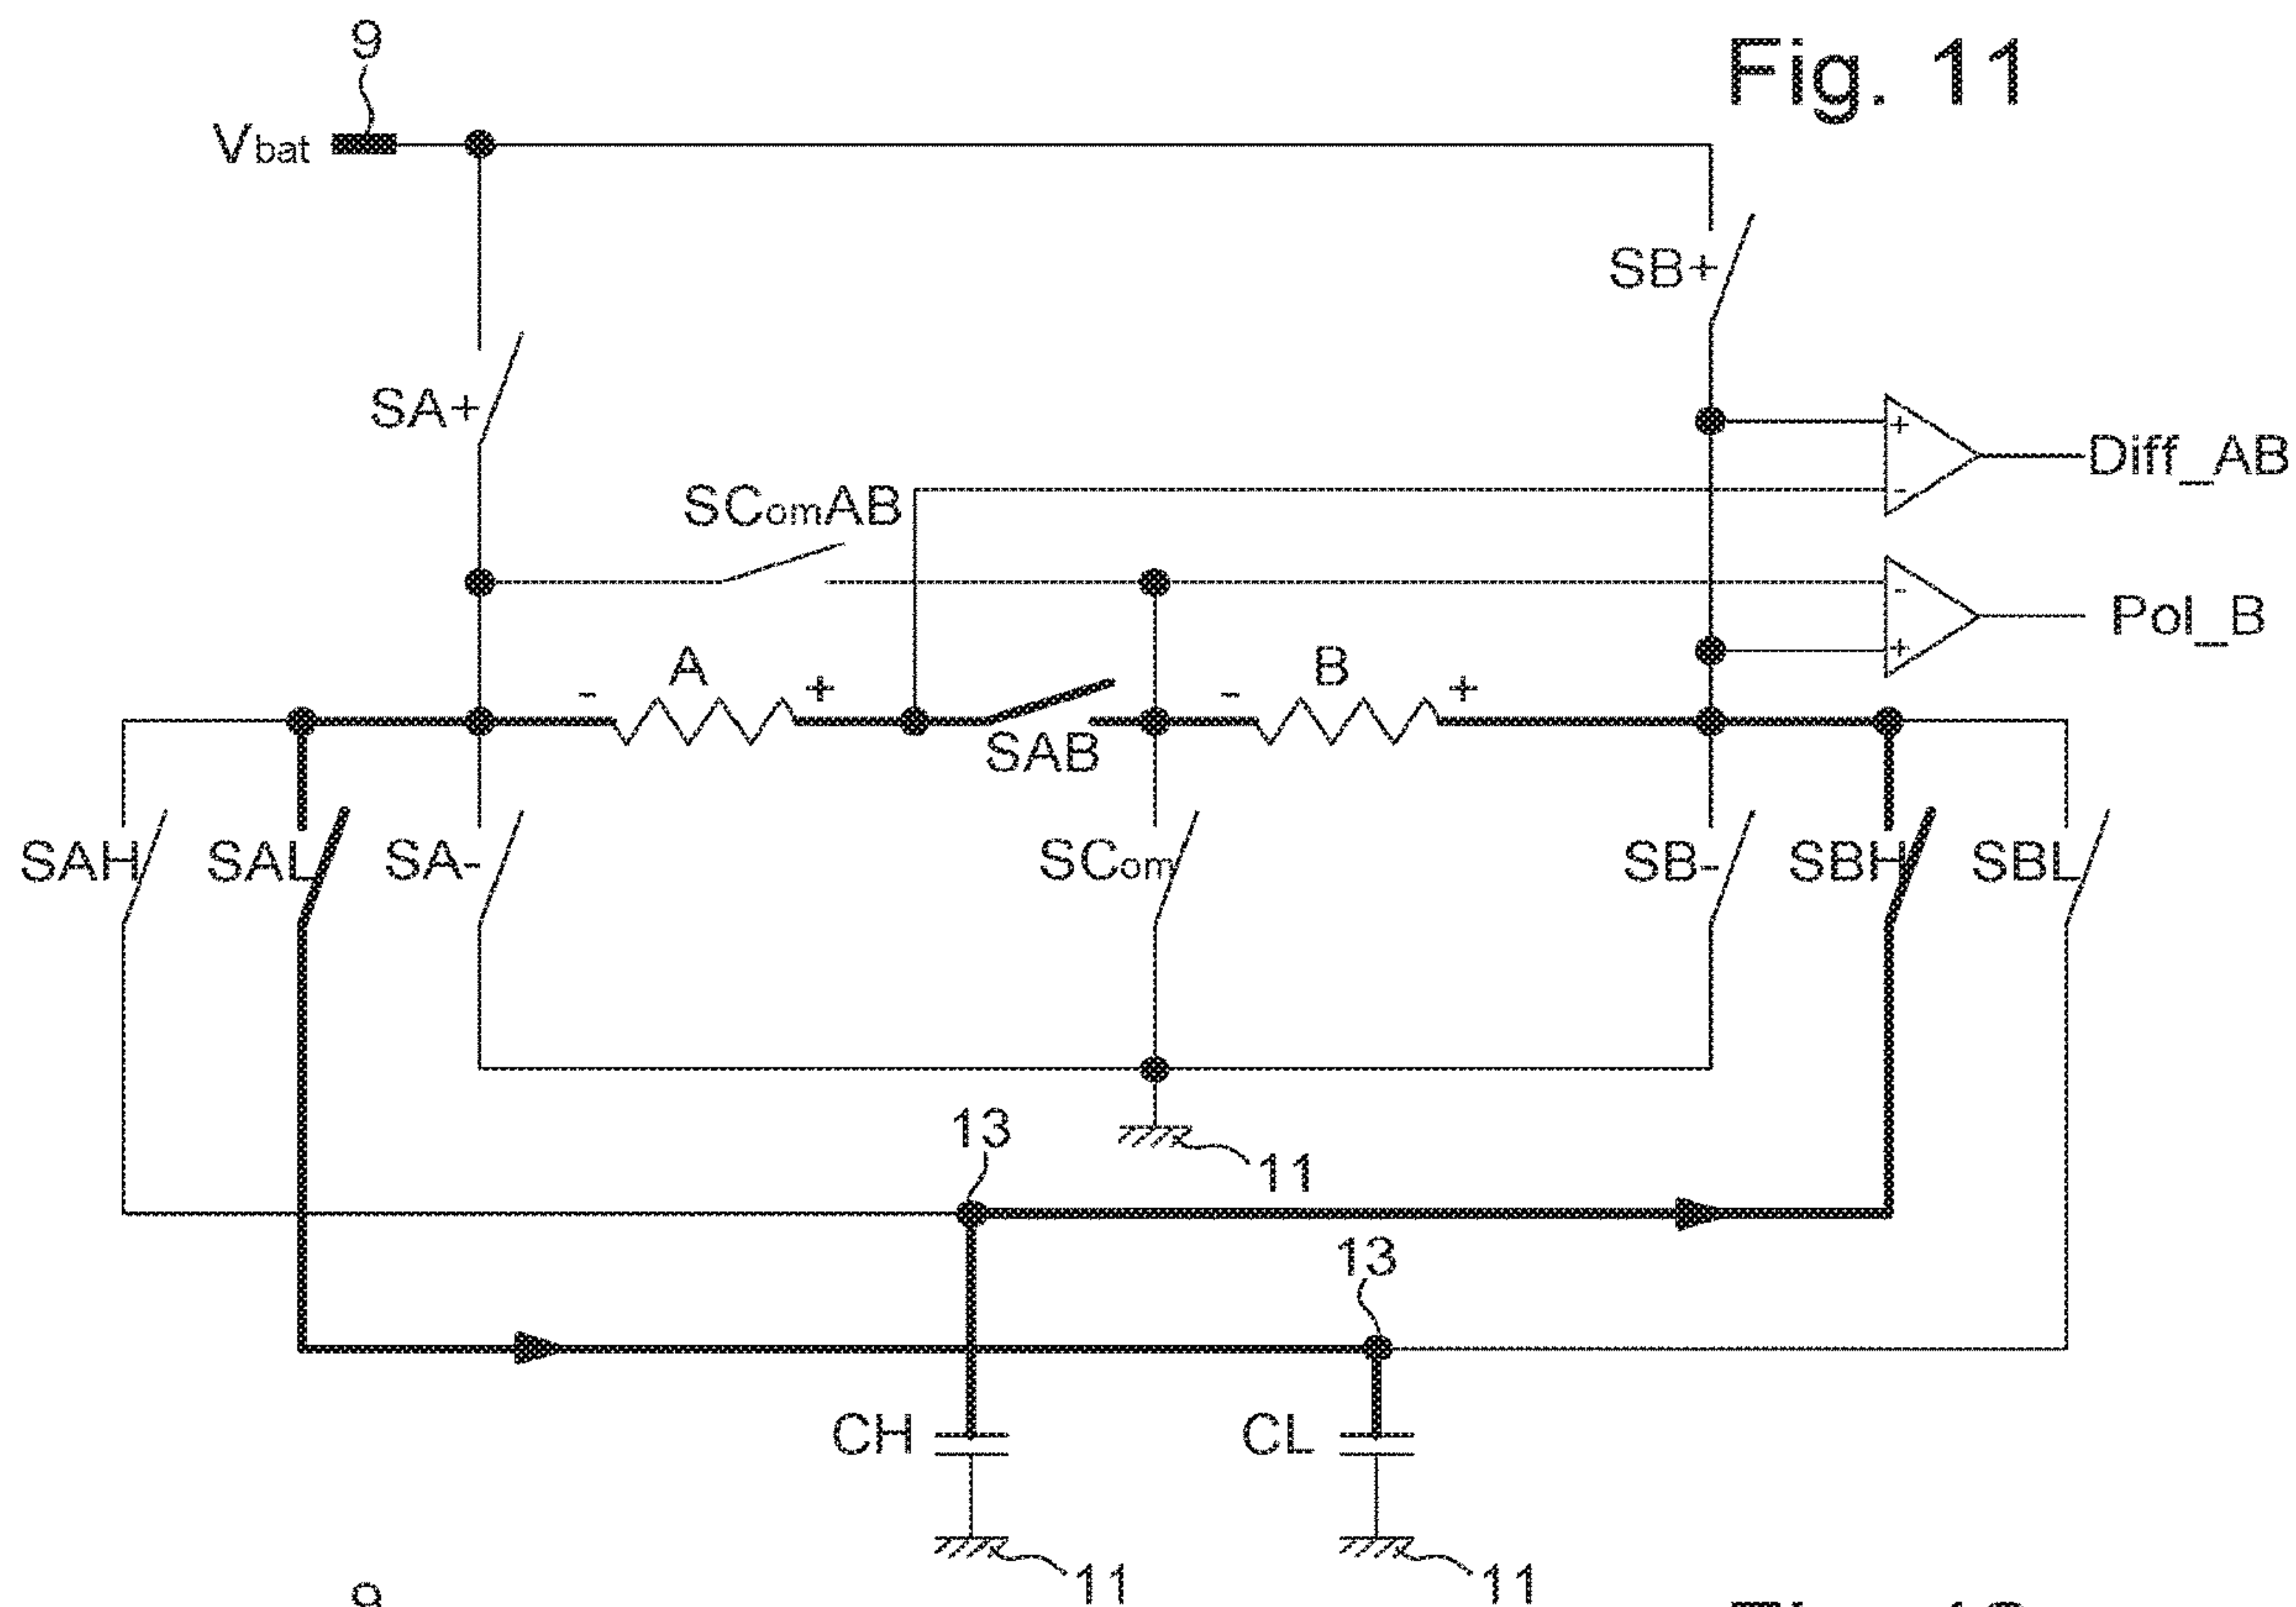 9
Fig. 11
Vbat
SB+
SA+
+
Diff_AB
-
SComAB
-
Pol_B
+
- A +
- B +
SAB
SAH
SAL
SA-
SCom
SB-
SBH
SBL
13
11
13
CH
CL
11
11
9